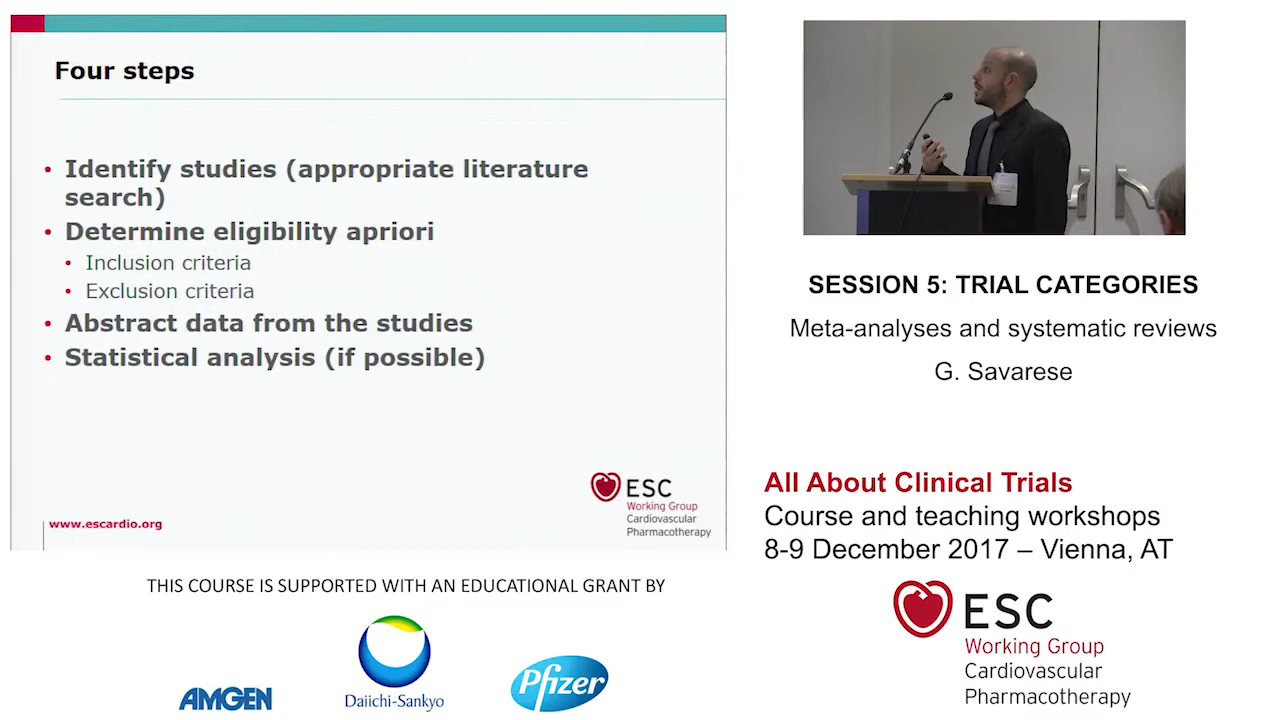 Four steps
• Identify studies (appropriate literature
search)
• Determine eligibility apriori
• Inclusion criteria
• Exclusion criteria
• Abstract data from the studies
• Statistical analysis (if possible)
www.escardio.org
ESC
Working Group
Cardiovascular
Pharmacotherapy
SESSION 5: TRIAL CATEGORIES
Meta-analyses and systematic reviews
G. Savarese
All About Clinical Trials
Course and teaching workshops
8-9 December 2017 – Vienna, AT
ESC
Working Group
Cardiovascular
Pharmacotherapy
THIS COURSE IS SUPPORTED WITH AN EDUCATIONAL GRANT BY
AMGEN
Daiichi-Sankyo
Pfizer